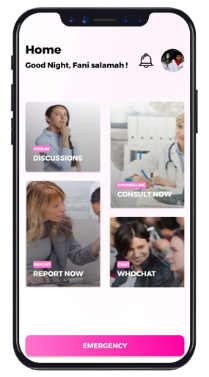 Home
Good Night, Fani salamah !
FORUM
DISCUSSIONS
COUNSELING
CONSULT NOW
REPORT
REPORT NOW
CHAT
WHOCHAT
EMERGENCY